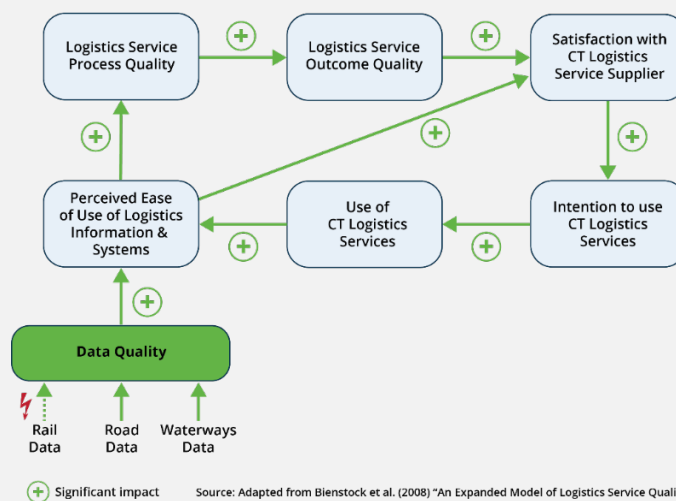 Logistics Service
Process Quality
Logistics Service
Outcome Quality
Satisfaction with
CT Logistics
Service Supplier
Perceived Ease
of Use of Logistics
Information &
Systems
Use of
CT Logistics
Services
Intention to use
CT Logistics
Services
Data Quality
Rail
Data
Road
Data
Waterways
Data
Significant impact
Source: Adapted from Bienstock et al. (2008) "An Expanded Model of Logistics Service Quali